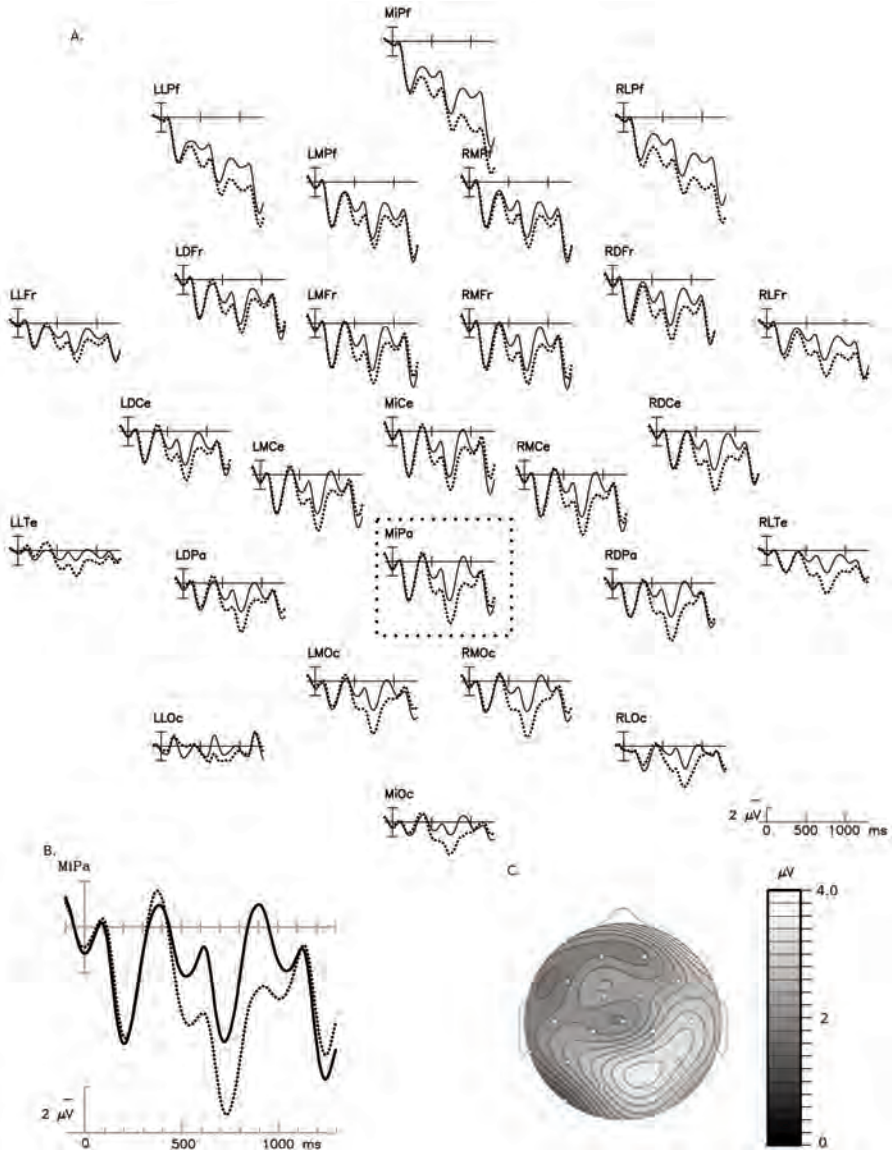 A.
MiPf
LLPf
RLPf
LMPf
RMPf
LDFr
RDFr
LLFr
LMFr
RMFr
RLFr
LDCe
MiCe
RDCe
LMCe
RMCe
LLTe
MiPa
RLTe
LDPa
RDPa
LMOc
RMOc
LLOc
RLOc
MiOc
2 μV
0 500 1000 ms
B.
MiPa
2 μV
0 500 1000 ms
C.
μV
4.0
2
0